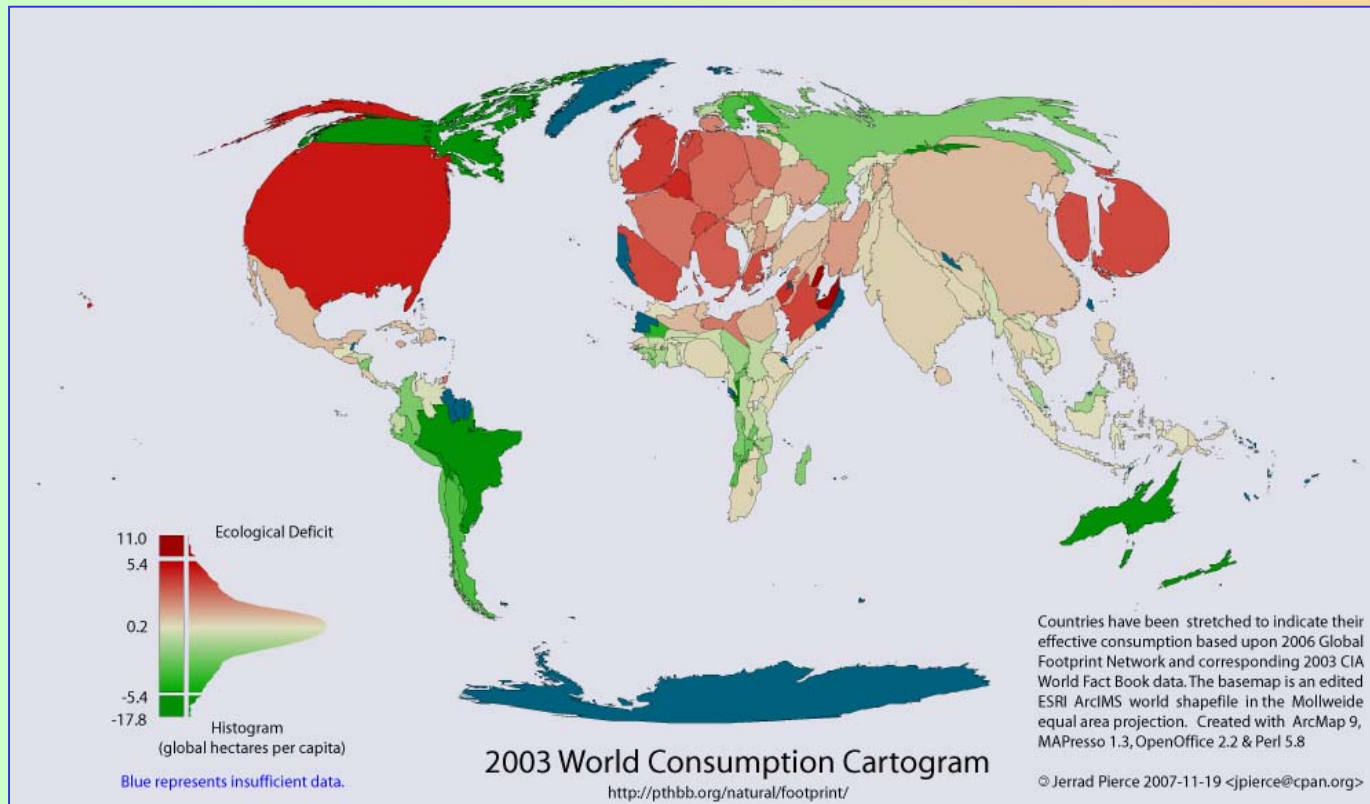 Ecological Deficit
11.0
5.4
0.2
-5.4
-17.8
Histogram
(global hectares per capita)
Blue represents insufficient data.
2003 World Consumption Cartogram
http://pthbb.org/natural/footprint/
Countries have been stretched to indicate their
effective consumption based upon 2006 Global
Footprint Network and corresponding 2003 CIA
World Fact Book data. The basemap is an edited
ESRI ArcIMS world shapefile in the Mollweide
equal area projection. Created with ArcMap 9,
MAPresso 1.3, OpenOffice 2.2 & Perl 5.8
© Jerrad Pierce 2007-11-19 <jpierce@cpan.org>